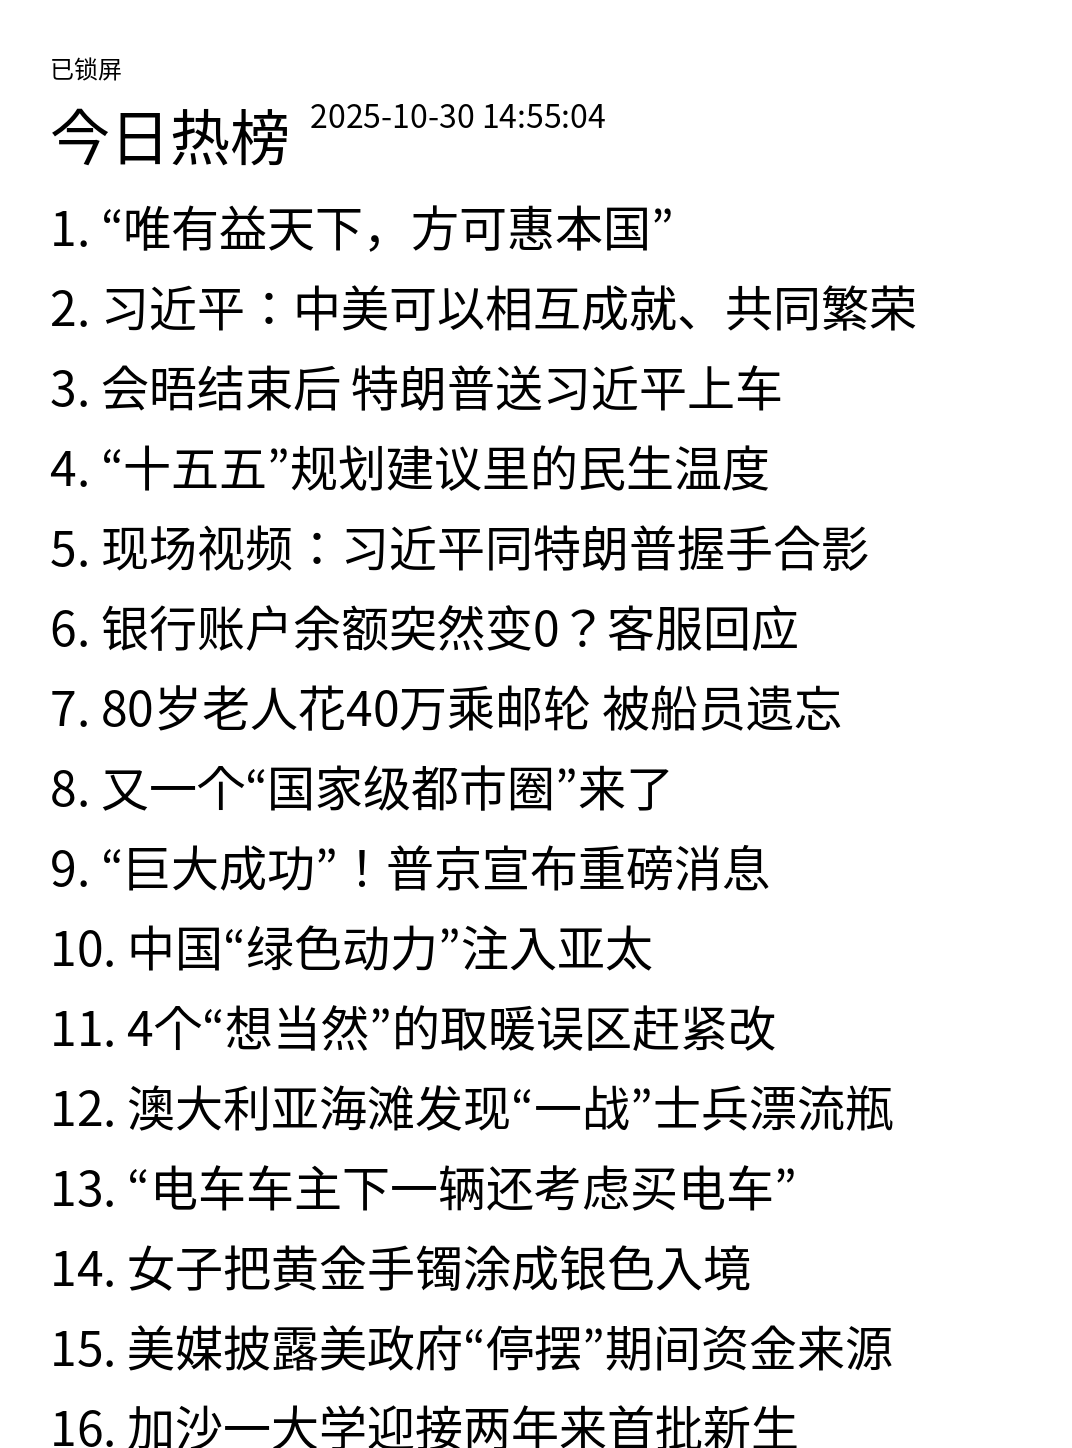 已锁屏
今日热榜 2025-10-30 14:55:04
1. “唯有益天下，方可惠本国”
2. 习近平：中美可以相互成就、共同繁荣
3. 会晤结束后 特朗普送习近平上车
4. “十五五”规划建议里的民生温度
5. 现场视频：习近平同特朗普握手合影
6. 银行账户余额突然变0？客服回应
7. 80岁老人花40万乘邮轮 被船员遗忘
8. 又一个“国家级都市圈”来了
9. “巨大成功”！普京宣布重磅消息
10. 中国“绿色动力”注入亚太
11. 4个“想当然”的取暖误区赶紧改
12. 澳大利亚海滩发现“一战”士兵漂流瓶
13. “电车车主下一辆还考虑买电车”
14. 女子把黄金手镯涂成银色入境
15. 美媒披露美政府“停摆”期间资金来源
16. 加沙一大学迎接两年来首批新生